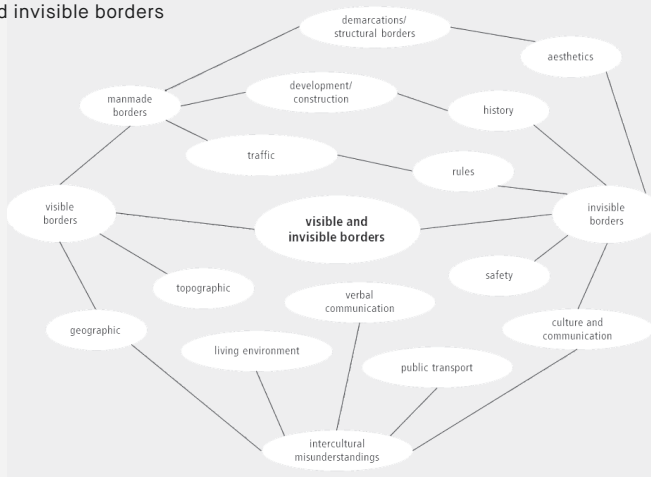 d invisible borders
demarcations/
structural borders
aesthetics
manmade
borders
development/
construction
history
traffic
rules
visible
borders
visible and
invisible borders
invisible
borders
topographic
verbal
communication
safety
geographic
living environment
public transport
culture and
communication
intercultural
misunderstandings